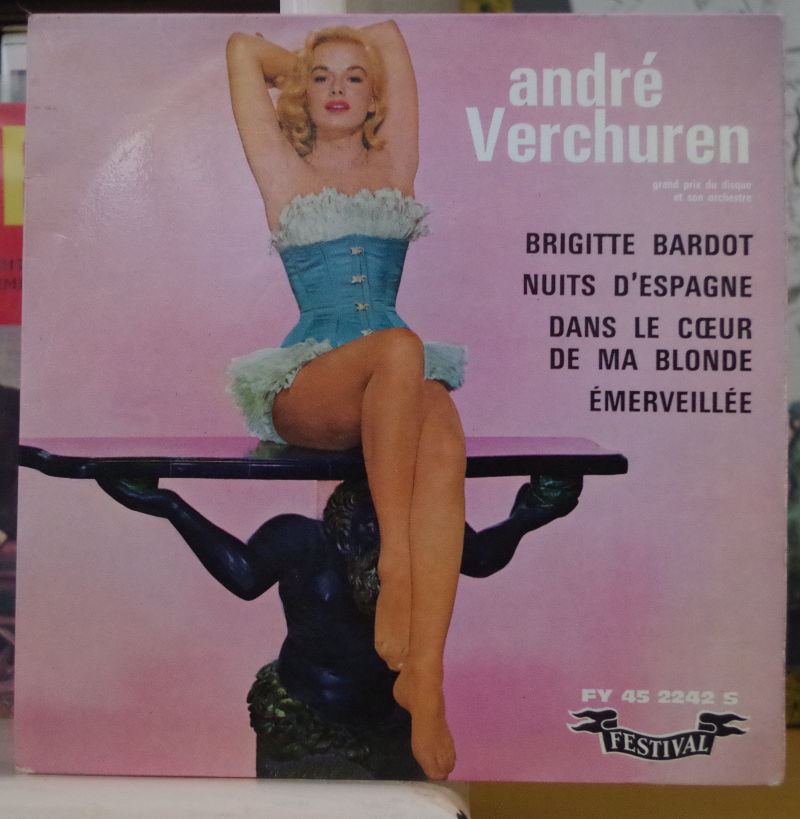 andré
Verchuren
grand prix du disque
et son orchestre
BRIGITTE BARDOT
NUITS D'ESPAGNE
DANS LE CŒUR
DE MA BLONDE
ÉMERVEILLÉE
FY 45 2242 S
FESTIVAL